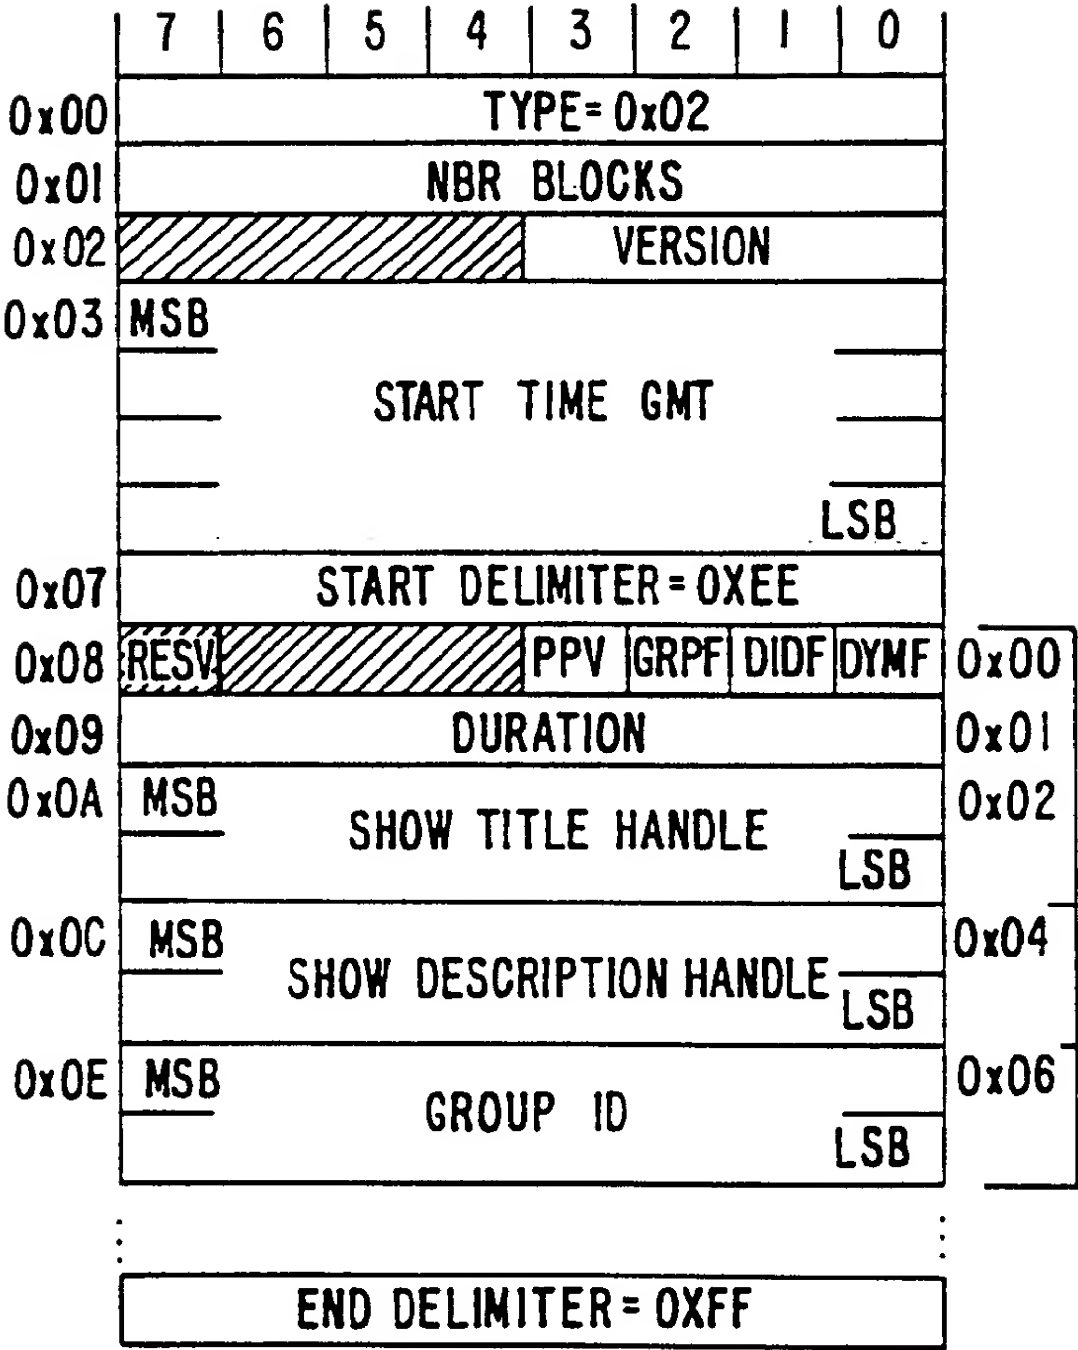 7 6 5 4 3 2 1 0
0x00 TYPE=0x02
0x01 NBR BLOCKS
0x02 VERSION
0x03 MSB
START TIME GMT
LSB
0x07 START DELIMITER=0XEE
0x08 RESV PPV GRPF DIDF DYMF 0x00
0x09 DURATION 0x01
0x0A MSB 0x02
SHOW TITLE HANDLE
LSB
0x0C MSB 0x04
SHOW DESCRIPTION HANDLE
LSB
0x0E MSB 0x06
GROUP ID
LSB
END DELIMITER=0XFF